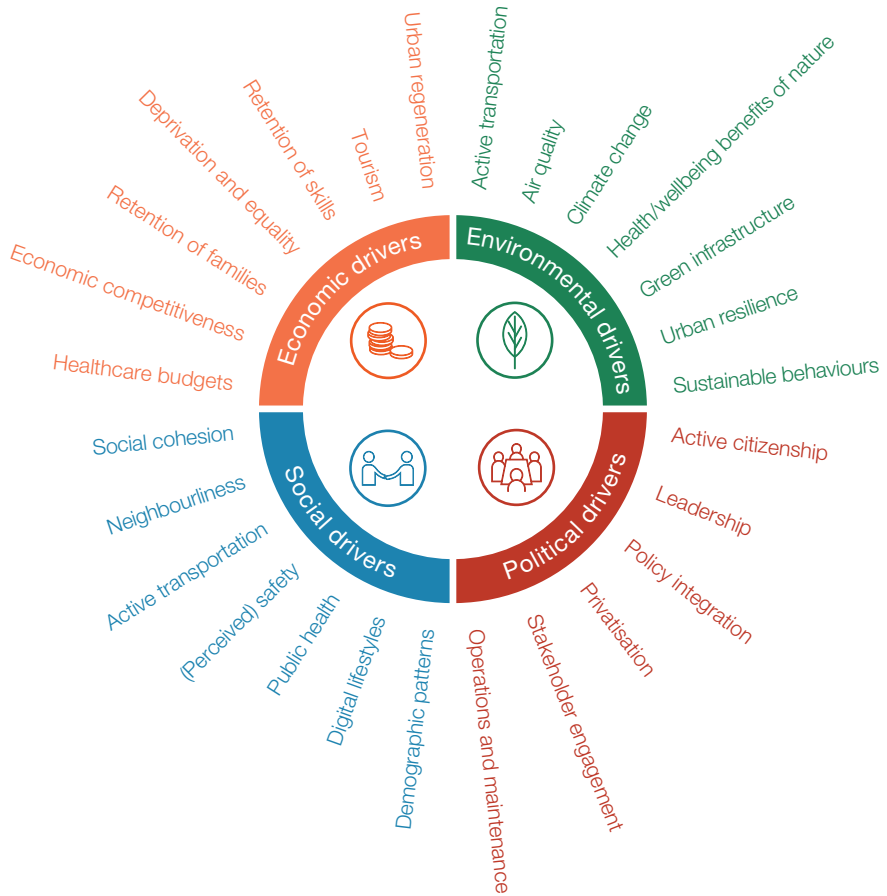 Economic drivers
Urban regeneration
Tourism
Retention of skills
Deprivation and equality
Retention of families
Economic competitiveness
Healthcare budgets
Environmental drivers
Active transportation
Air quality
Climate change
Health/wellbeing benefits of nature
Green infrastructure
Urban resilience
Sustainable behaviours
Political drivers
Active citizenship
Leadership
Policy integration
Privatisation
Stakeholder engagement
Operations and maintenance
Social drivers
Social cohesion
Neighbourliness
Active transportation
(Perceived) safety
Public health
Digital lifestyles
Demographic patterns